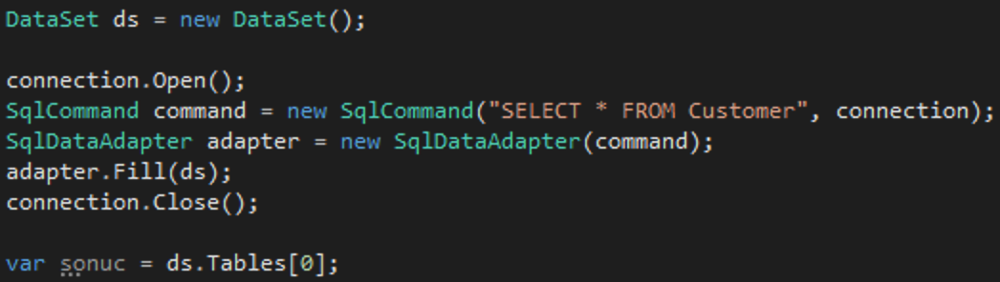 DataSet ds = new DataSet();
connection.Open();
SqlCommand command = new SqlCommand("SELECT * FROM Customer", connection);
SqlDataAdapter adapter = new SqlDataAdapter(command);
adapter.Fill(ds);
connection.Close();
var sonuc = ds.Tables[0];